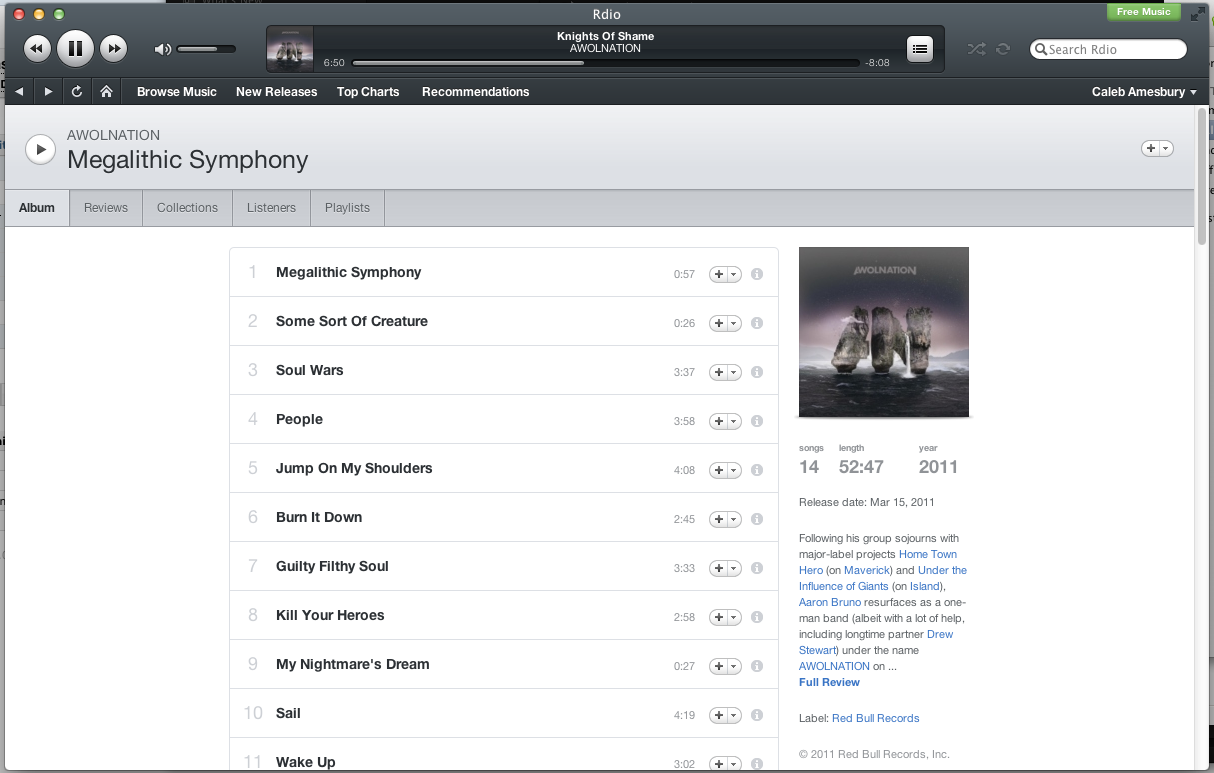 Rdio
Free Music
Knights Of Shame
AWOLNATION
6:50
-8:08
Search Rdio
Browse Music
New Releases
Top Charts
Recommendations
Caleb Amesbury
AWOLNATION
Megalithic Symphony
Album
Reviews
Collections
Listeners
Playlists
1 Megalithic Symphony 0:57
2 Some Sort Of Creature 0:26
3 Soul Wars 3:37
4 People 3:58
5 Jump On My Shoulders 4:08
6 Burn It Down 2:45
7 Guilty Filthy Soul 3:33
8 Kill Your Heroes 2:58
9 My Nightmare's Dream 0:27
10 Sail 4:19
11 Wake Up 3:02
AWOLNATION
songs length year
14 52:47 2011
Release date: Mar 15, 2011
Following his group sojourns with
major-label projects Home Town
Hero (on Maverick) and Under the
Influence of Giants (on Island),
Aaron Bruno resurfaces as a one-
man band (albeit with a lot of help,
including longtime partner Drew
Stewart) under the name
AWOLNATION on ...
Full Review
Label: Red Bull Records
© 2011 Red Bull Records, Inc.